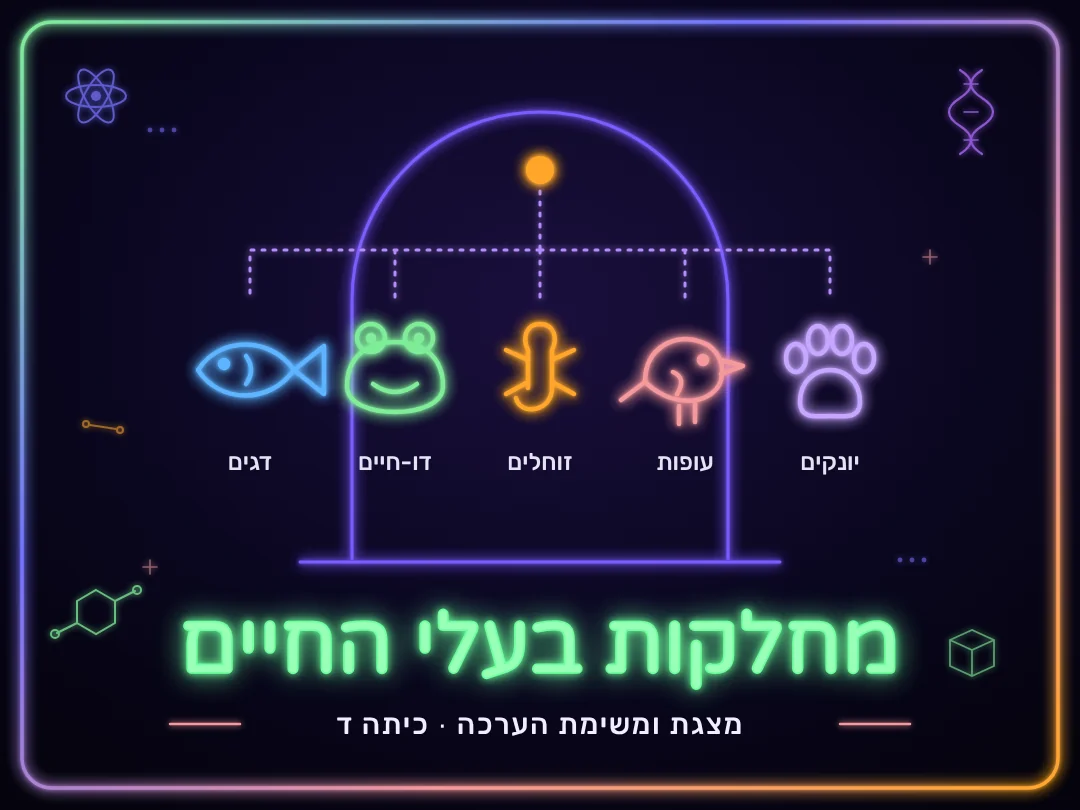 יונקים
עופות
זוחלים
דו-חיים
דגים
מחלקות בעלי החיים
מצגת ומשימת הערכה · כיתה ד